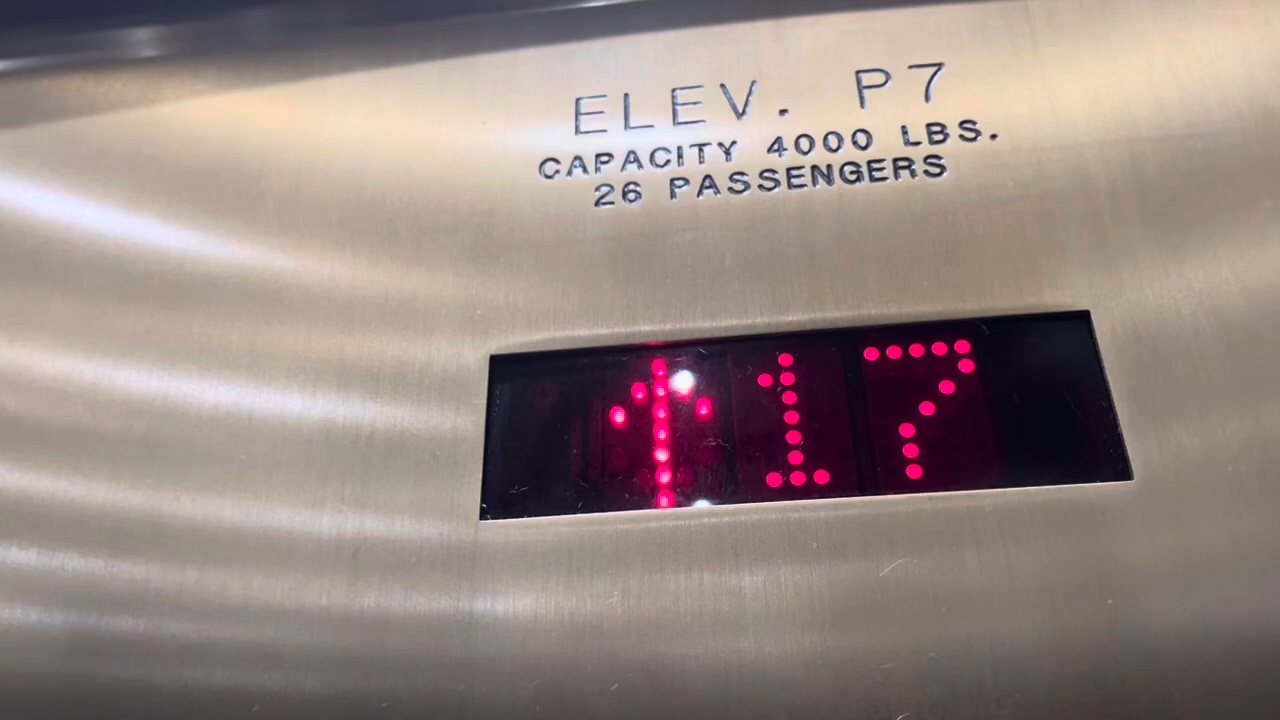 ELEV. P7
CAPACITY 4000 LBS.
26 PASSENGERS
↑17